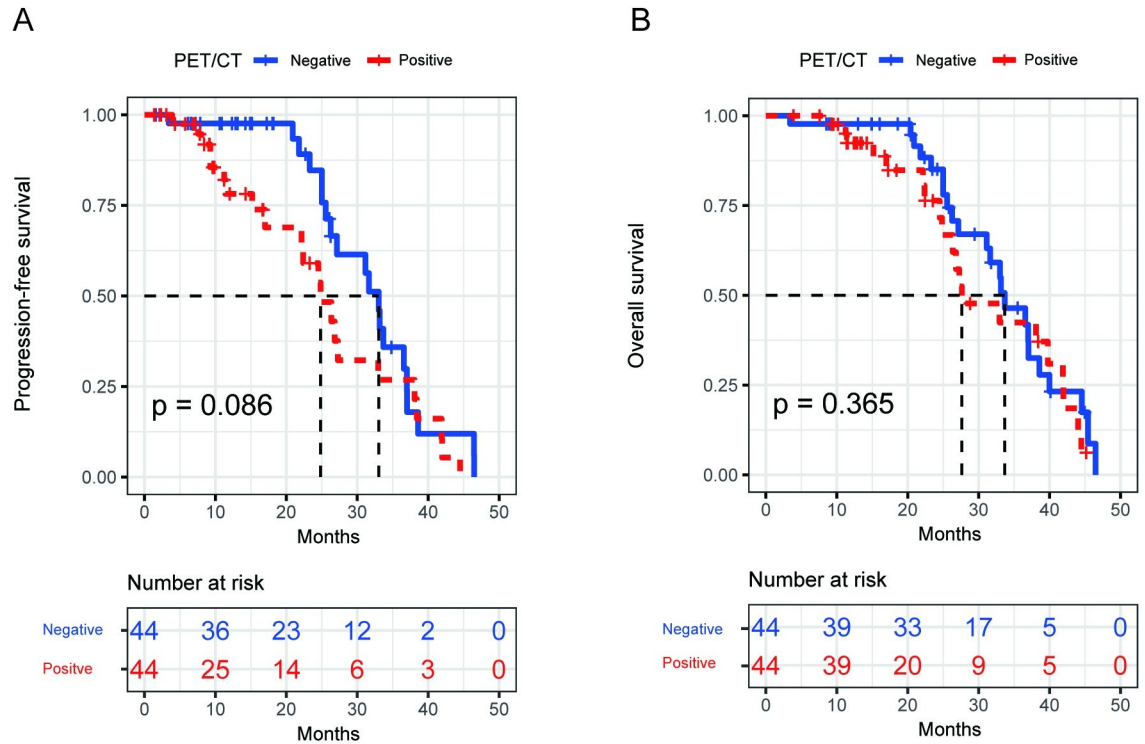 A
PET/CT Negative Positive
Progression-free survival
1.00
0.75
0.50
0.25
0.00
p = 0.086
0 10 20 30 40 50
Months
Number at risk
Negative 44 36 23 12 2 0
Positve 44 25 14 6 3 0
0 10 20 30 40 50
Months
B
PET/CT Negative Positive
Overall survival
1.00
0.75
0.50
0.25
0.00
p = 0.365
0 10 20 30 40 50
Months
Number at risk
Negative 44 39 33 17 5 0
Positive 44 39 20 9 5 0
0 10 20 30 40 50
Months